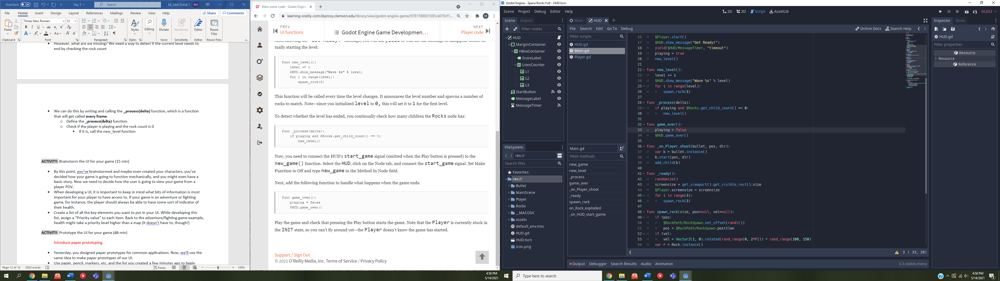 AutoSave Off Day 5 Search RE, MATTHEW J RM
File Home Insert Draw Design Layout References Mailings Review View Help Share Comments
Times New Roman 12
Paste Styles Editing Dictate Sensitivity Editor Reuse Files
Clipboard Font Paragraph Styles Voice Sensitivity Editor Reuse Files
However, what are we missing? We need a way to detect if the current level needs to
end by checking the rock count
We can do this by writing and calling the _process(delta) function, which is a function
that will get called every frame.
Define the _process(delta) function.
Check if the player is playing and the rock count is 0
If it is, call the new_level function
ACTIVITY: Brainstorm the UI for your game (15 min)
By this point, you've brainstormed and maybe even created your characters, you've
decided how your game is going to function mechanically, and you might even have a
basic story. Now we need to decide how the user is going to view your game from a
player POV.
When developing a UI, it is important to keep in mind what bits of information is most
important for your player to have access to. If your game is an adventure or fighting
game, for instance, the player should always be able to have some sort of indicator of
their health.
Create a list of all the key elements you want to put in your UI. While developing this
list, assign a "Priority value" to each item. Back to the adventure/fighting game example,
health might take a priority level higher than a map (It doesn't have to, though!)
ACTIVITY: Prototype the UI for your game (35 min)
Introduce paper prototyping.
Yesterday, you designed paper prototypes for common applications. Now, we'll use the
same idea to make paper prototypes of our UI.
Use paper, pencil, markers, etc. and the list you created a few minutes ago to begin
Page 12 of 14 2924 words Focus 100%
Main scene code - Godot Engine
learning-oreilly-com.libproxy.clemson.edu/library/view/godot-engine-game/9781788831505/a070cf1...
PREV
UI functions
Godot Engine Game Developmen...
NEXT
Player code
After showing the "Get Ready!" message, you will use yield to wait for the message to disappear before ac
tually starting the level:
func new_level():
level += 1
$HUD.show_message("Wave %s" % level)
for i in range(level):
spawn_rock(3)
This function will be called every time the level changes. It announces the level number and spawns a number of
rocks to match. Note—since you initialized level to 0, this will set it to 1 for the first level.
To detect whether the level has ended, you continually check how many children the Rocks node has:
func _process(delta):
if playing and $Rocks.get_child_count() == 0:
new_level()
Now, you need to connect the HUD's start_game signal (emitted when the Play button is pressed) to the
new_game() function. Select the HUD, click on the Node tab, and connect the start_game signal. Set Make
Function to Off and type new_game in the Method In Node field.
Next, add the following function to handle what happens when the game ends:
func game_over():
playing = false
$HUD.game_over()
Play the game and check that pressing the Play button starts the game. Note that the Player is currently stuck in
the INIT state, so you can't fly around yet—the Player doesn't know the game has started.
Support / Sign Out
© 2021 O'Reilly Media, Inc. Terms of Service / Privacy Policy
4:58 PM
5/14/2021
Godot Engine - Space Rocks Full - HUD.tscn
Scene Project Debug Editor Help 2D 3D Script AssetLib GLES3
Scene Import
Filter nodes
HUD
MarginContainer
HBoxContainer
ScoreLabel
LivesCounter
L1
L2
L3
StartButton
MessageLabel
MessageTimer
FileSystem
res://
Search files
Favorites:
res://
Bullet
MainScene
Player
Rocks
__MACOSX
assets
default_env.tres
HUD.gd
HUD.tscn
icon.png
Main HUD
File Search Edit Go To Debug Online Docs Search Help
Filter scripts
HUD.gd
Main.gd
Player.gd
Main.gd
Filter methods
new_game
new_level
_process
game_over
_on_Player_shoot
_ready
spawn_rock
on_Rock_exploded
_on_HUD_start_game
16 $Player.start()
17 $HUD.show_message("Get Ready!")
18 yield($HUD/MessageTimer, "timeout")
19 playing = true
20 new_level()
21
22 func new_level():
23 level += 1
24 $HUD.show_message("Wave %s" % level)
25 for i in range(level):
26 spawn_rock(3)
27
28 func _process(delta):
29 if playing and $Rocks.get_child_count() == 0:
30 new_level()
31
32 func game_over():
33 playing = false
34 $HUD.game_over()
35
36 func _on_Player_shoot(bullet, pos, dir):
37 var b = bullet.instance()
38 b.start(pos, dir)
39 add_child(b)
40
41 func _ready():
42 randomize()
43 screensize = get_viewport().get_visible_rect().size
44 $Player.screensize = screensize
45 for i in range(3):
46 spawn_rock(3)
47
48 func spawn_rock(size, pos=null, vel=null):
49 if !pos:
50 $RockPath/RockSpawn.set_offset(randi())
51 pos = $RockPath/RockSpawn.position
52 if !vel:
53 vel = Vector2(1, 0).rotated(rand_range(0, 2*PI)) * rand_range(100, 150)
54 var r = Rock.instance()
3 ( 33, 20)
Output Debugger Search Results Audio Animation 3.3.stable.mono
Inspector Node
HUD.gd
Filter properties
Resource
Resource
Reference
Type here to search
4:58 PM
5/14/2021